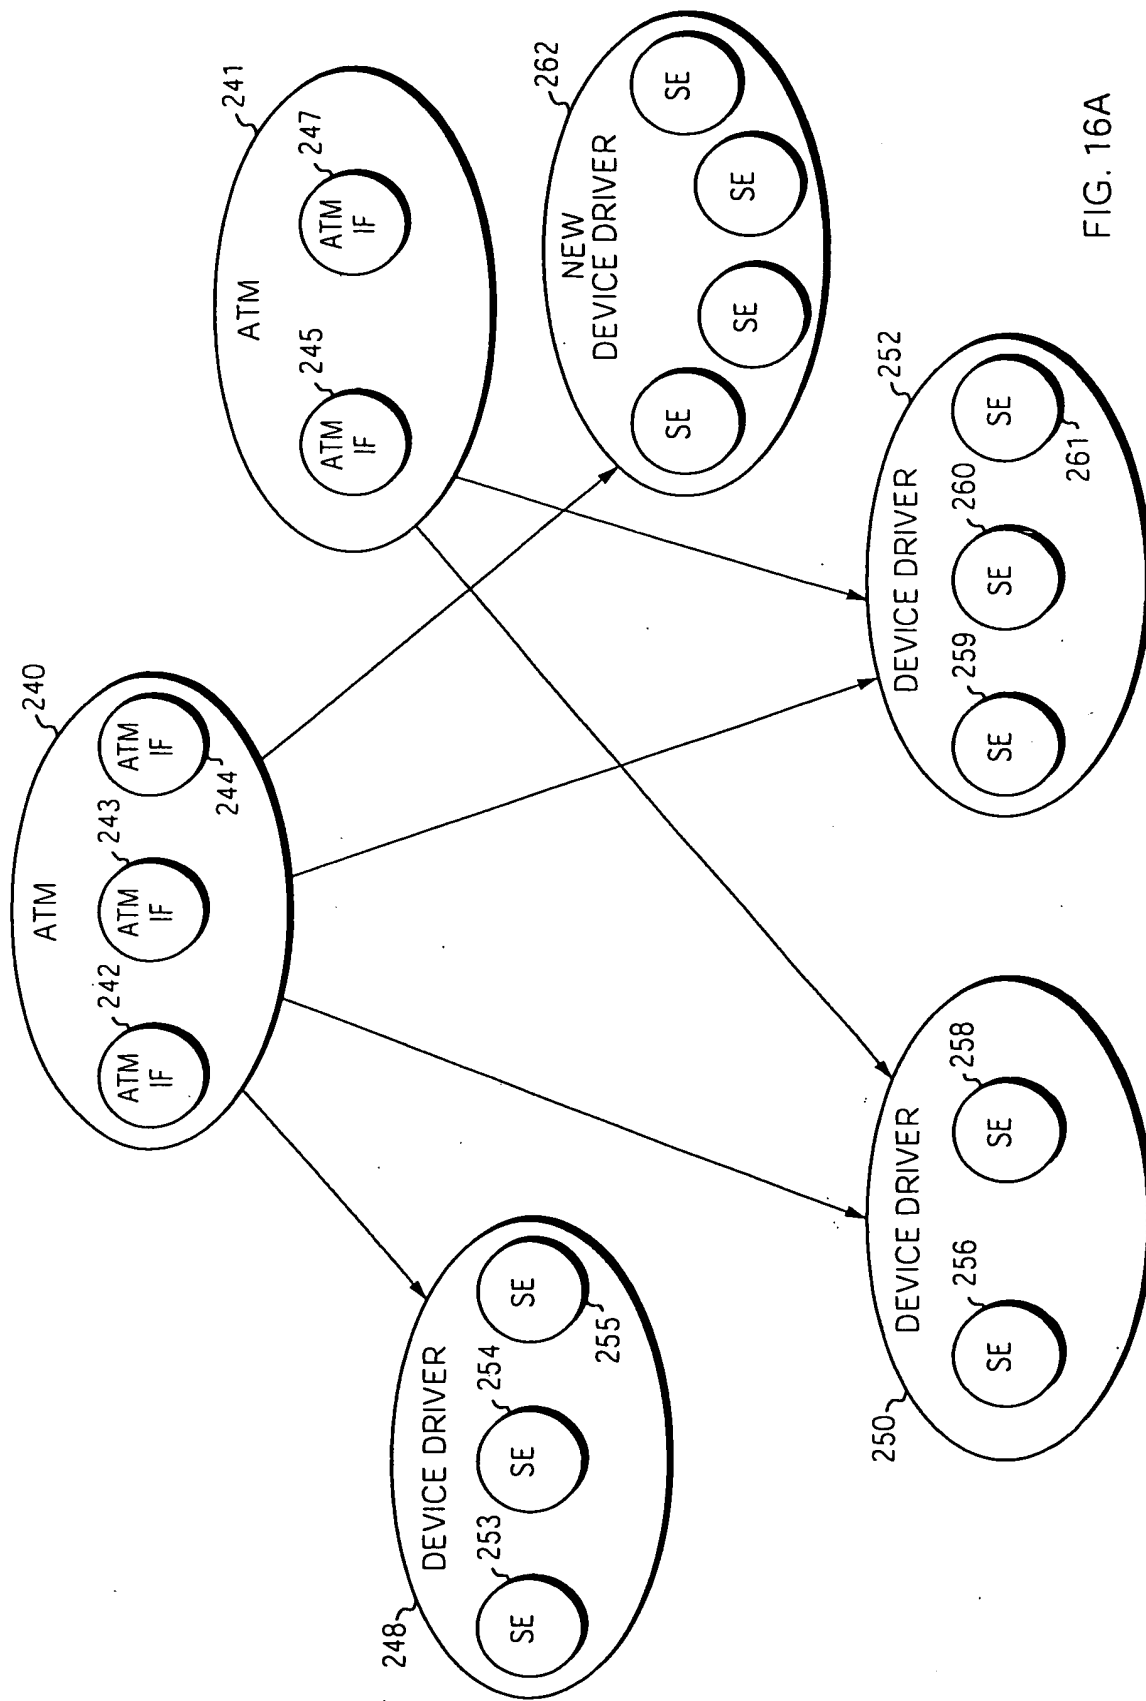 240
ATM
242
ATM
IF
243
ATM
IF
ATM
IF
244
241
ATM
245
ATM
IF
247
ATM
IF
248
DEVICE DRIVER
253
SE
254
SE
SE
255
262
NEW
DEVICE DRIVER
SE
SE
SE
SE
250
DEVICE DRIVER
256
SE
258
SE
252
DEVICE DRIVER
259
SE
260
SE
SE
261
FIG. 16A